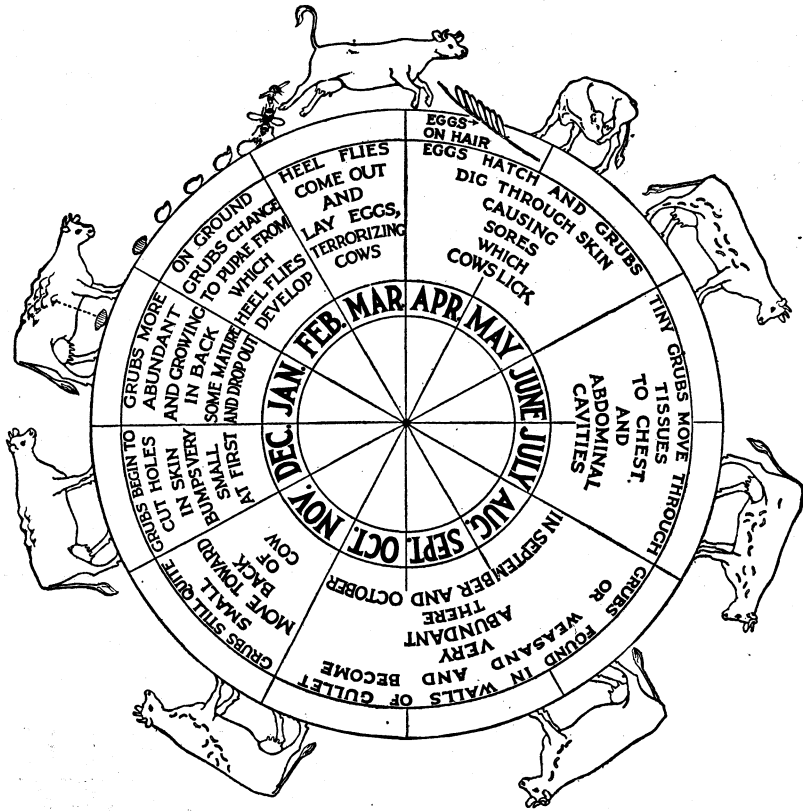 EGGS→
ON HAIR
EGGS HATCH AND GRUBS
DIG THROUGH SKIN
CAUSING
SORES
WHICH
COWS LICK
TINY GRUBS MOVE THROUGH
TISSUES
TO CHEST.
AND
ABDOMINAL
CAVITIES
GRUBS FOUND IN WALLS OF GULLET
OR WEASAND AND BECOME
VERY
ABUNDANT
THERE
IN SEPTEMBER AND OCTOBER
GRUBS STILL QUITE
SMALL
MOVE TOWARD
BACK
OF
COW
GRUBS BEGIN TO
CUT HOLES
IN SKIN
BUMPS VERY
SMALL
AT FIRST
GRUBS MORE
ABUNDANT
AND GROWING
IN BACK
SOME MATURE
AND DROP OUT
ON GROUND
GRUBS CHANGE
TO PUPAE FROM
WHICH
HEEL FLIES
DEVELOP
HEEL FLIES
COME OUT
AND
LAY EGGS,
TERRORIZING
COWS
JAN.
FEB.
MAR.
APR.
MAY
JUNE
JULY
AUG.
SEPT.
OCT.
NOV.
DEC.